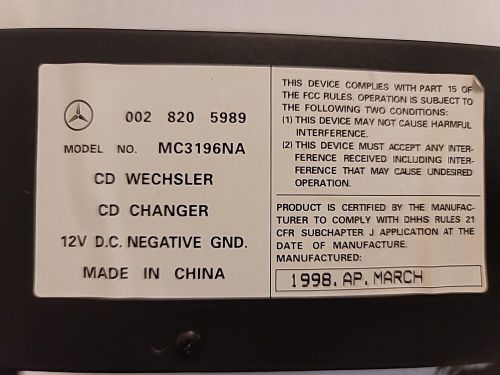 002 820 5989
MODEL NO. MC3196NA
CD WECHSLER
CD CHANGER
12V D.C. NEGATIVE GND.
MADE IN CHINA
THIS DEVICE COMPLIES WITH PART 15 OF
THE FCC RULES. OPERATION IS SUBJECT TO
THE FOLLOWING TWO CONDITIONS:
(1) THIS DEVICE MAY NOT CAUSE HARMFUL
INTERFERENCE.
(2) THIS DEVICE MUST ACCEPT ANY INTER-
FERENCE RECEIVED INCLUDING INTER-
FERENCE THAT MAY CAUSE UNDESIRED
OPERATION.
PRODUCT IS CERTIFIED BY THE MANUFAC-
TURER TO COMPLY WITH DHHS RULES 21
CFR SUBCHAPTER J APPLICATION AT THE
DATE OF MANUFACTURE.
MANUFACTURED:
1998.AP.MARCH